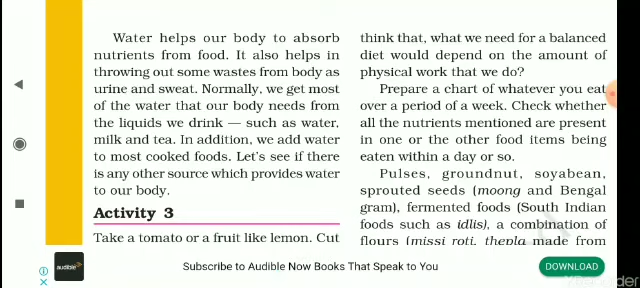 Water helps our body to absorb
nutrients from food. It also helps in
throwing out some wastes from body as
urine and sweat. Normally, we get most
of the water that our body needs from
the liquids we drink — such as water,
milk and tea. In addition, we add water
to most cooked foods. Let's see if there
is any other source which provides water
to our body.
Activity 3
Take a tomato or a fruit like lemon. Cut
think that, what we need for a balanced
diet would depend on the amount of
physical work that we do?
Prepare a chart of whatever you eat
over a period of a week. Check whether
all the nutrients mentioned are present
in one or the other food items being
eaten within a day or so.
Pulses, groundnut, soyabean,
sprouted seeds (moong and Bengal
gram), fermented foods (South Indian
foods such as idlis), a combination of
flours (missi roti, thepla made from
audible
Subscribe to Audible Now Books That Speak to You
DOWNLOAD